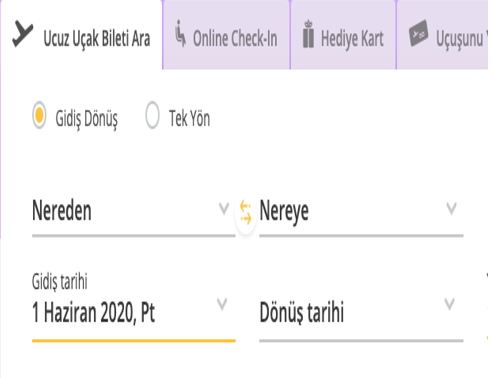 Ucuz Uçak Bileti Ara
Online Check-In
Hediye Kart
Uçuşunu
Gidiş Dönüş
Tek Yön
Nereden
Nereye
Gidiş tarihi
1 Haziran 2020, Pt
Dönüş tarihi